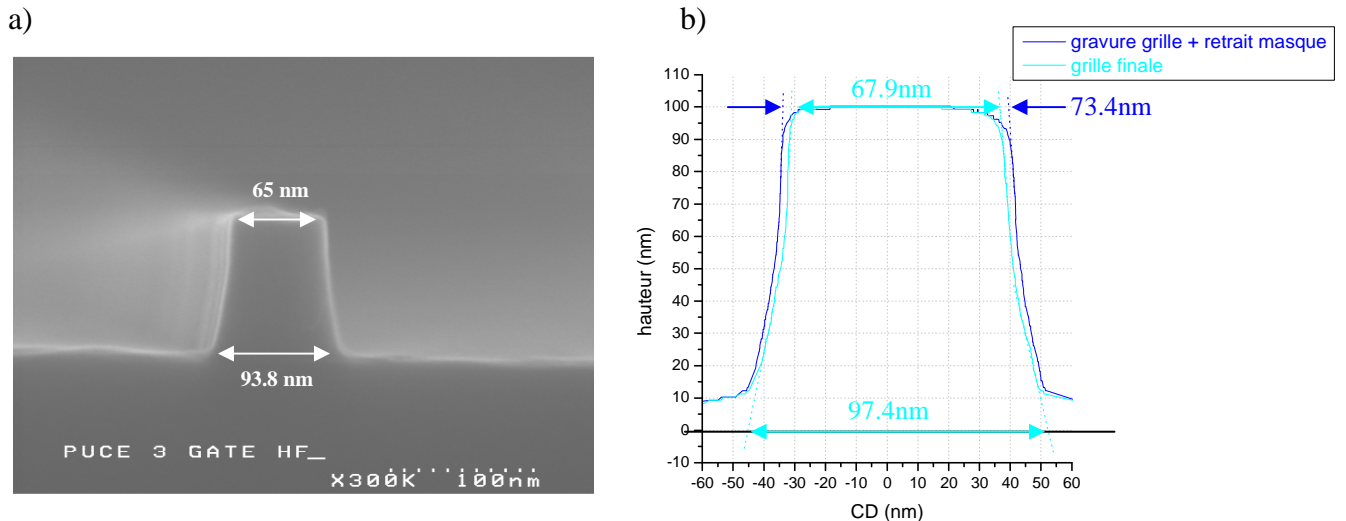 a)
65 nm
93.8 nm
PUCE 3 GATE HF_
X300K 100nm
b)
gravure grille + retrait masque
grille finale
67.9nm
73.4nm
97.4nm
hauteur (nm)
110
100
90
80
70
60
50
40
30
20
10
0
-10
-60 -50 -40 -30 -20 -10 0 10 20 30 40 50 60
CD (nm)